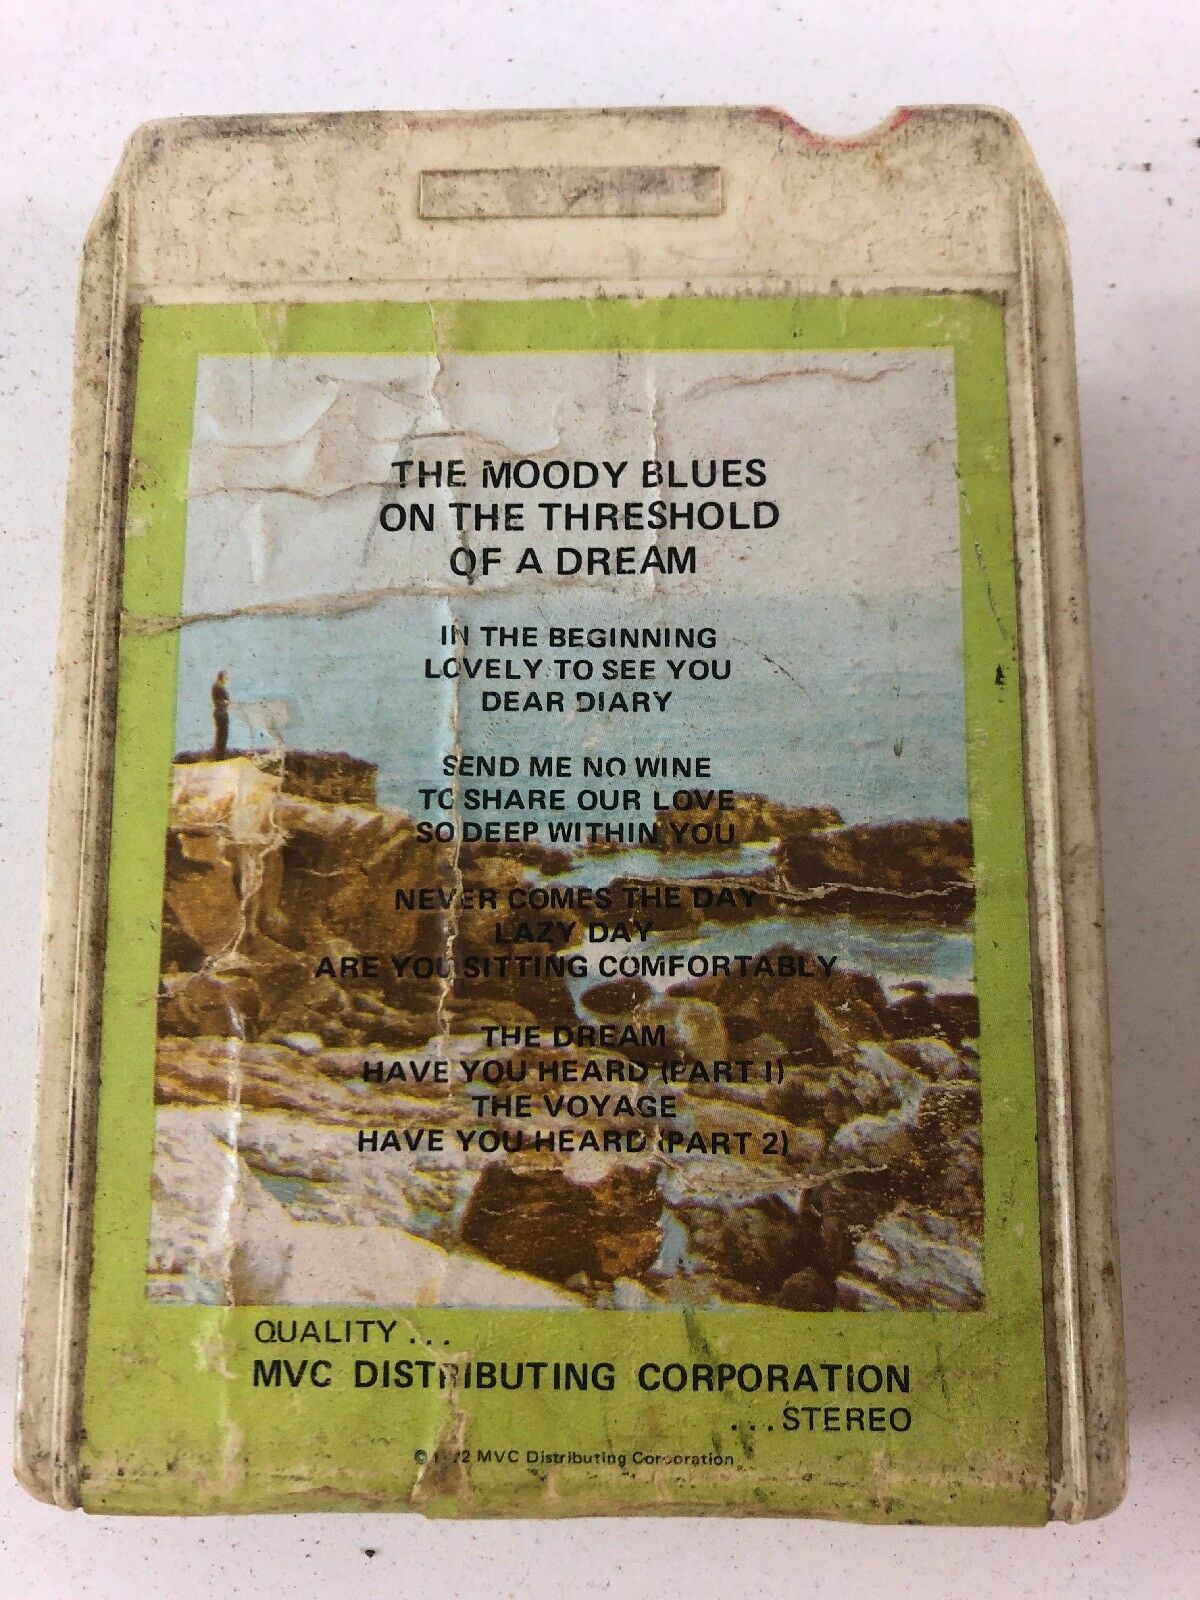 THE MOODY BLUES
ON THE THRESHOLD
OF A DREAM
IN THE BEGINNING
LOVELY TO SEE YOU
DEAR DIARY
SEND ME NO WINE
TO SHARE OUR LOVE
SO DEEP WITHIN YOU
NEVER COMES THE DAY
LAZY DAY
ARE YOU SITTING COMFORTABLY
THE DREAM
HAVE YOU HEARD (PART I)
THE VOYAGE
HAVE YOU HEARD (PART 2)
QUALITY...
MVC DISTRIBUTING CORPORATION
...STEREO
© MVC Distributing Corporation